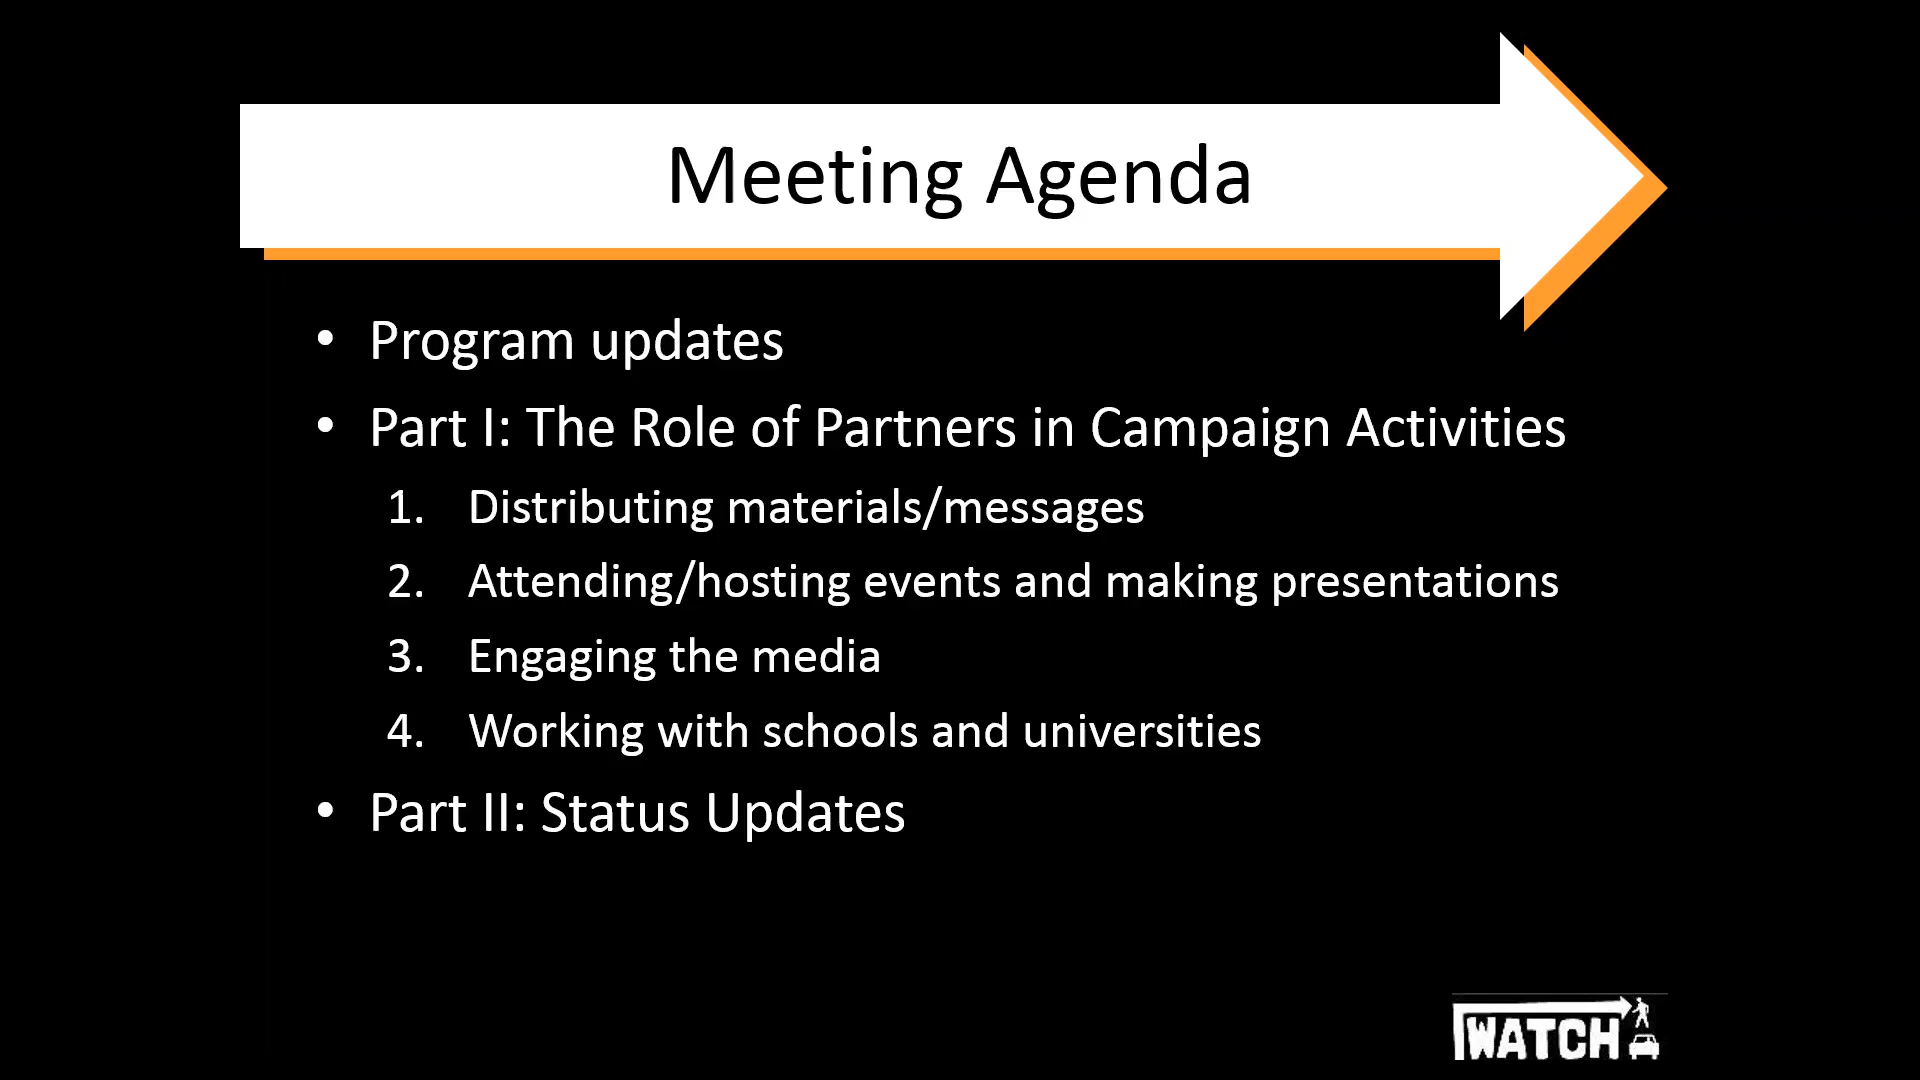 Meeting Agenda
• Program updates
• Part I: The Role of Partners in Campaign Activities
1. Distributing materials/messages
2. Attending/hosting events and making presentations
3. Engaging the media
4. Working with schools and universities
• Part II: Status Updates
WATCH